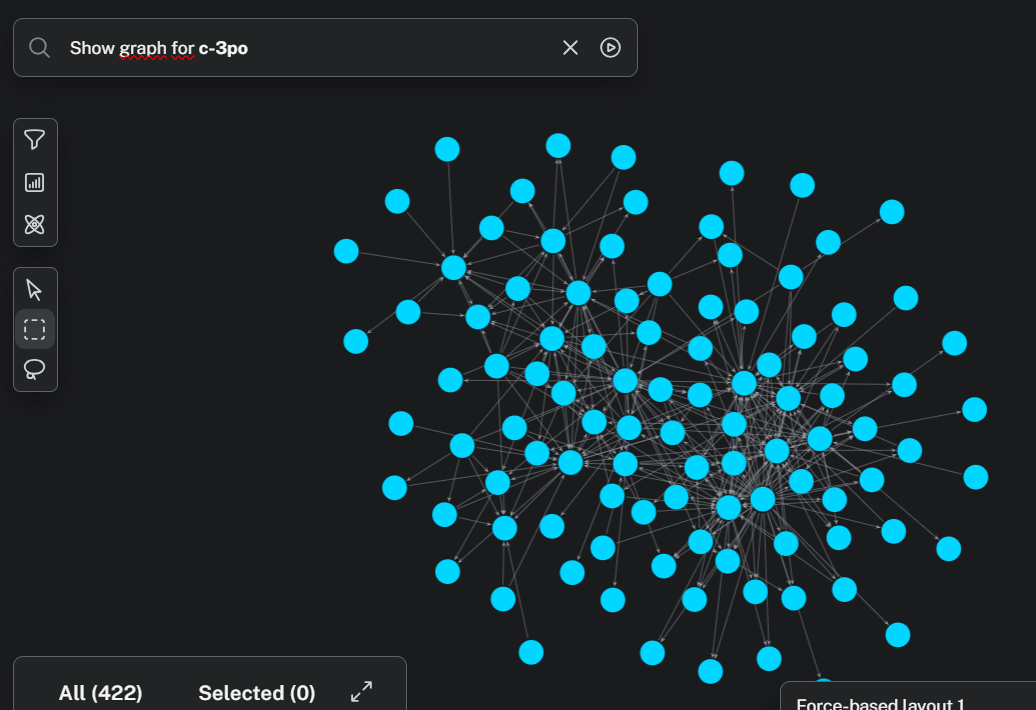 Show graph for c-3po
All (422) Selected (0)
Force-based layout 1